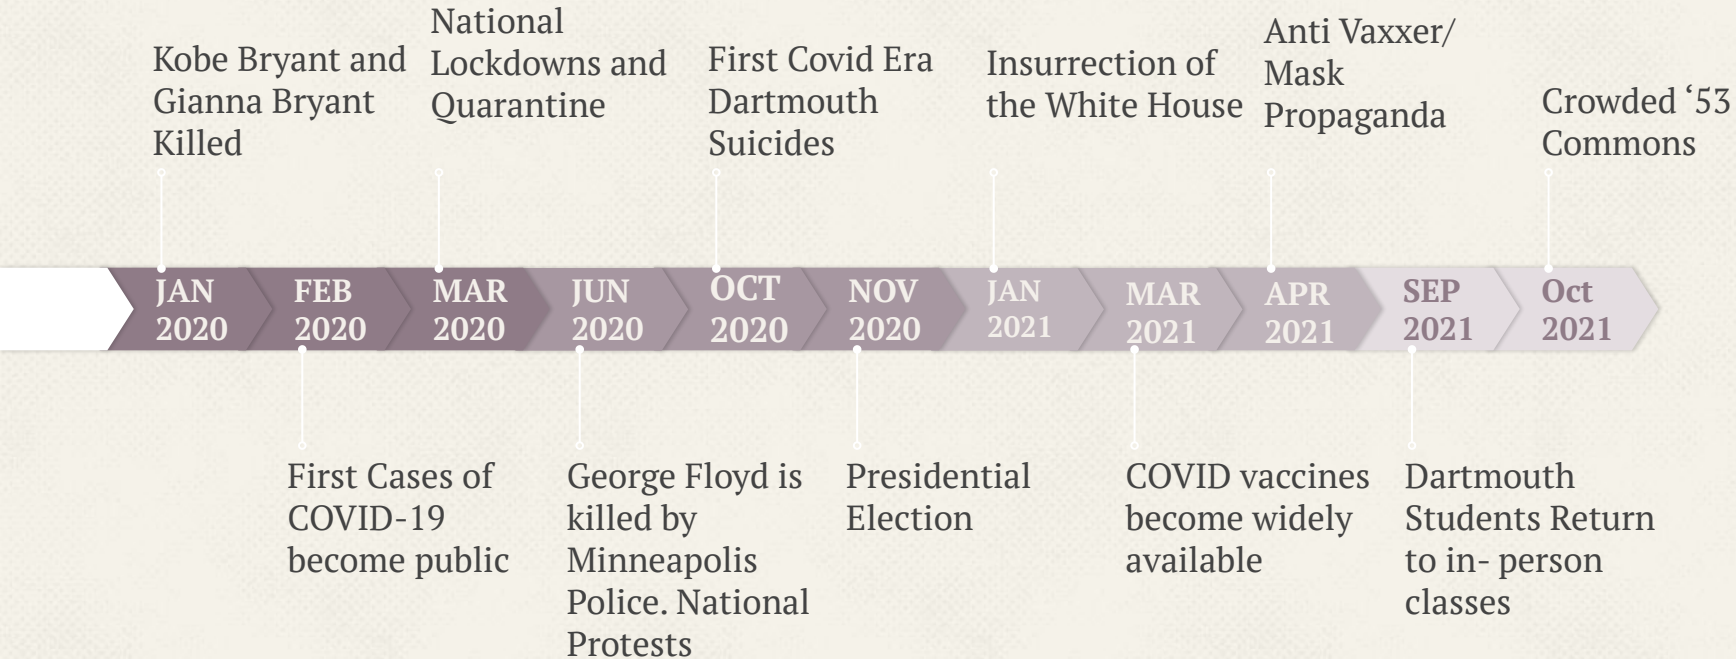 Kobe Bryant and
Gianna Bryant
Killed
National
Lockdowns and
Quarantine
First Covid Era
Dartmouth
Suicides
Insurrection of
the White House
Anti Vaxxer/
Mask
Propaganda
Crowded ‘53
Commons
JAN
2020
FEB
2020
MAR
2020
JUN
2020
OCT
2020
NOV
2020
JAN
2021
MAR
2021
APR
2021
SEP
2021
Oct
2021
First Cases of
COVID-19
become public
George Floyd is
killed by
Minneapolis
Police. National
Protests
Presidential
Election
COVID vaccines
become widely
available
Dartmouth
Students Return
to in- person
classes